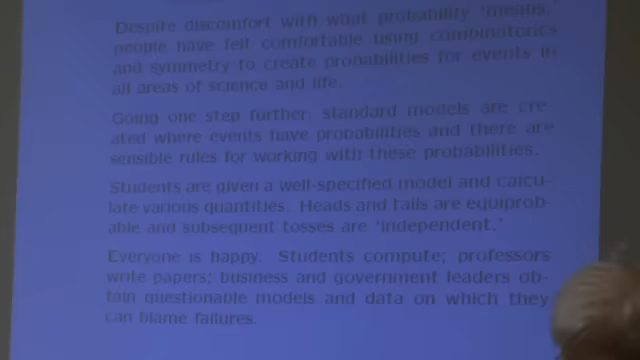 Despite discomfort with what probability 'means,'
people have felt comfortable using combinatorics
and symmetry to create probabilities for events in
all areas of science and life.
Going one step further, standard models are cre-
ated where events have probabilities and there are
sensible rules for working with these probabilities.
Students are given a well-specified model and calcu-
late various quantities. Heads and tails are equiprob-
able and subsequent tosses are 'independent.'
Everyone is happy. Students compute; professors
write papers; business and government leaders ob-
tain questionable models and data on which they
can blame failures.